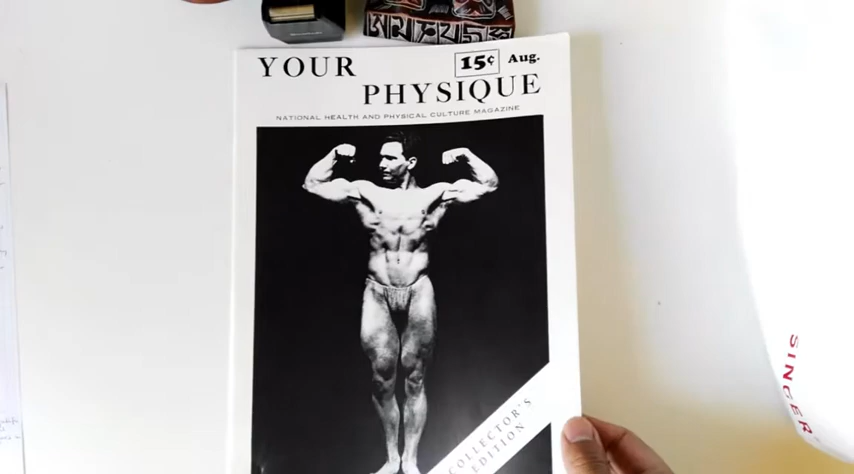 15¢ Aug.
YOUR
PHYSIQUE
NATIONAL HEALTH AND PHYSICAL CULTURE MAGAZINE
COLLECTOR'S
EDITION
SINGER